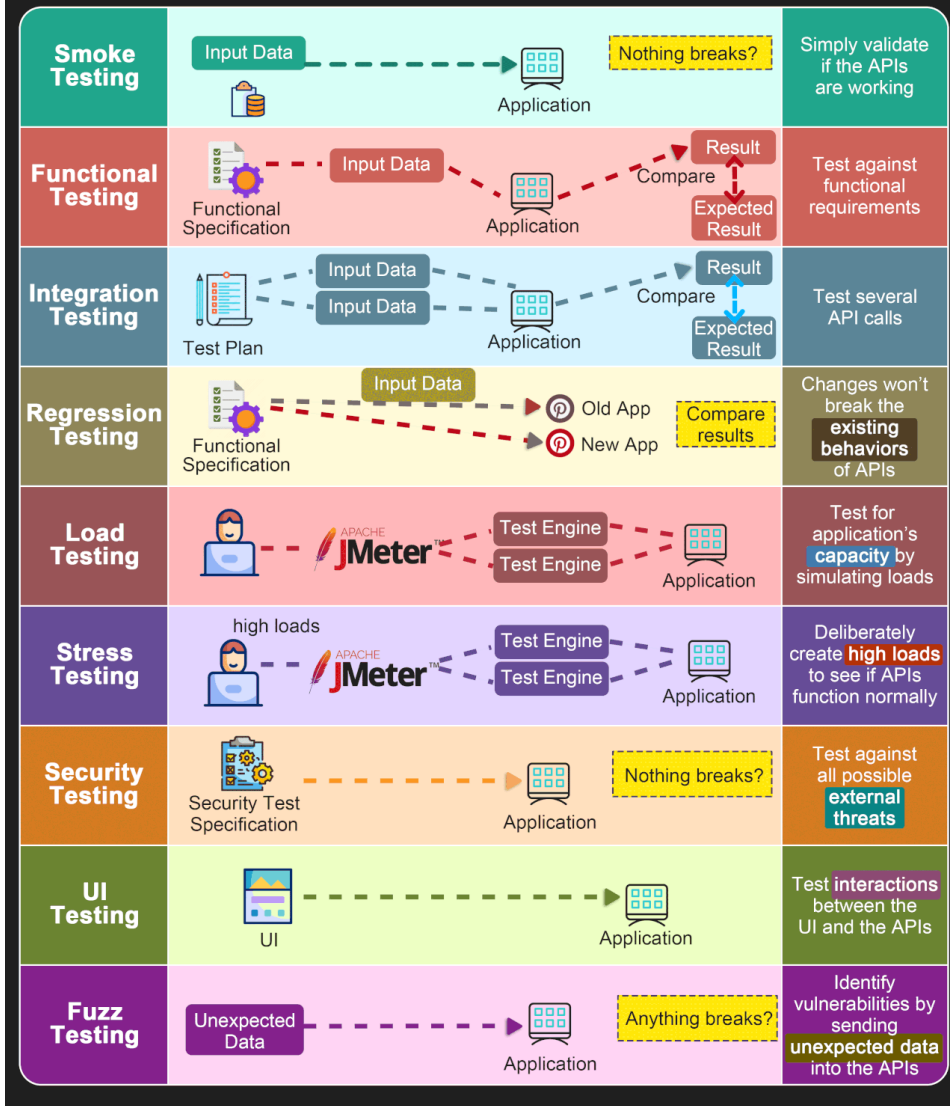 Smoke
Testing
Input Data
Application
Nothing breaks?
Simply validate
if the APIs
are working
Functional
Testing
Functional
Specification
Input Data
Application
Result
Compare
Expected
Result
Test against
functional
requirements
Integration
Testing
Test Plan
Input Data
Input Data
Application
Result
Compare
Expected
Result
Test several
API calls
Regression
Testing
Functional
Specification
Input Data
Old App
New App
Compare
results
Changes won't
break the
existing
behaviors
of APIs
Load
Testing
APACHE
JMeter™
Test Engine
Test Engine
Application
Test for
application's
capacity by
simulating loads
Stress
Testing
high loads
APACHE
JMeter™
Test Engine
Test Engine
Application
Deliberately
create high loads
to see if APIs
function normally
Security
Testing
Security Test
Specification
Application
Nothing breaks?
Test against
all possible
external
threats
UI
Testing
UI
Application
Test interactions
between the
UI and the APIs
Fuzz
Testing
Unexpected
Data
Application
Anything breaks?
Identify
vulnerabilities by
sending
unexpected data
into the APIs